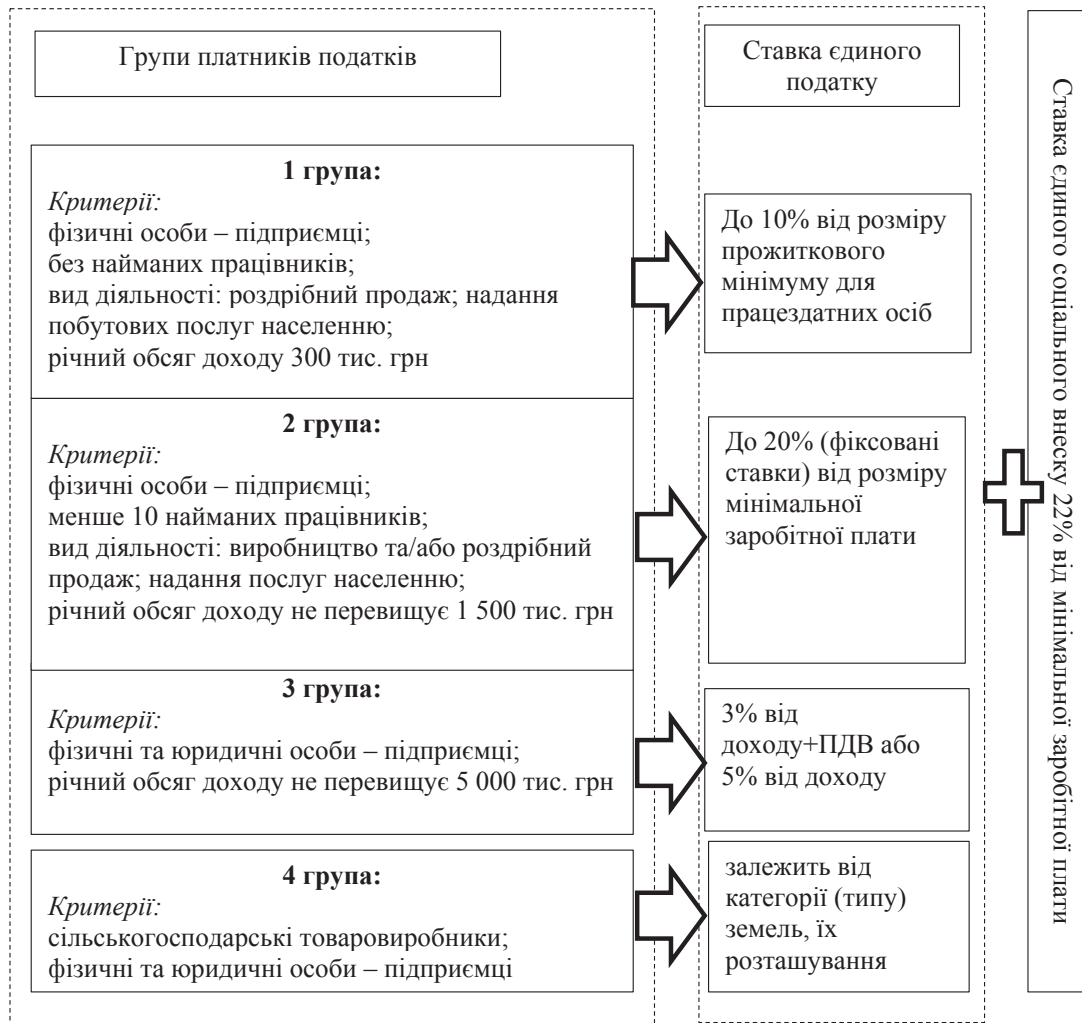 Групи платників податків
Ставка єдиного
податку
1 група:
Критерії:
фізичні особи – підприємці;
без найманих працівників;
вид діяльності: роздрібний продаж; надання
побутових послуг населенню;
річний обсяг доходу 300 тис. грн
До 10% від розміру
прожиткового
мінімуму для
працездатних осіб
2 група:
Критерії:
фізичні особи – підприємці;
менше 10 найманих працівників;
вид діяльності: виробництво та/або роздрібний
продаж; надання послуг населенню;
річний обсяг доходу не перевищує 1 500 тис. грн
До 20% (фіксовані
ставки) від розміру
мінімальної
заробітної плати
3 група:
Критерії:
фізичні та юридичні особи – підприємці;
річний обсяг доходу не перевищує 5 000 тис. грн
3% від
доходу+ПДВ або
5% від доходу
4 група:
Критерії:
сільськогосподарські товаровиробники;
фізичні та юридичні особи – підприємці
залежить від
категорії (типу)
земель, їх
розташування
Ставка єдиного соціального внеску 22% від мінімальної заробітної плати